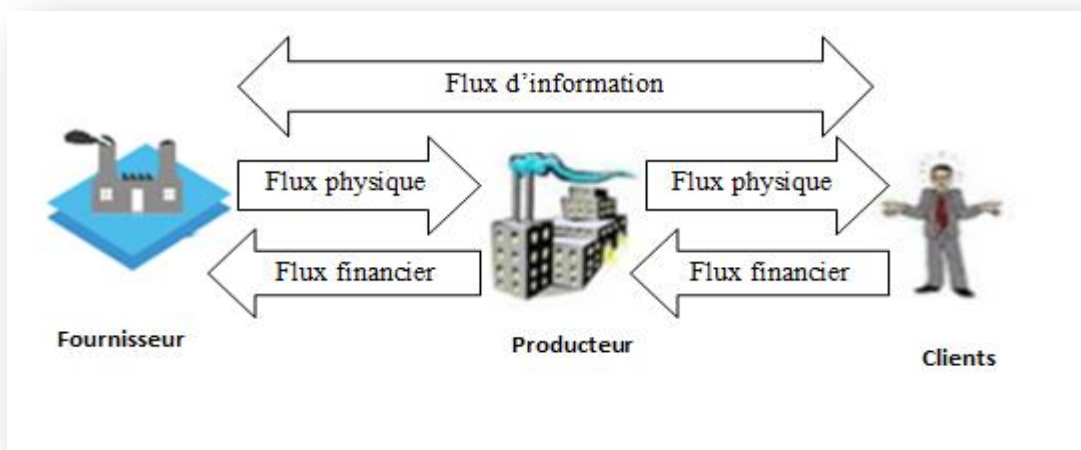 Flux d'information
Flux physique
Flux physique
Flux financier
Flux financier
Fournisseur
Producteur
Clients